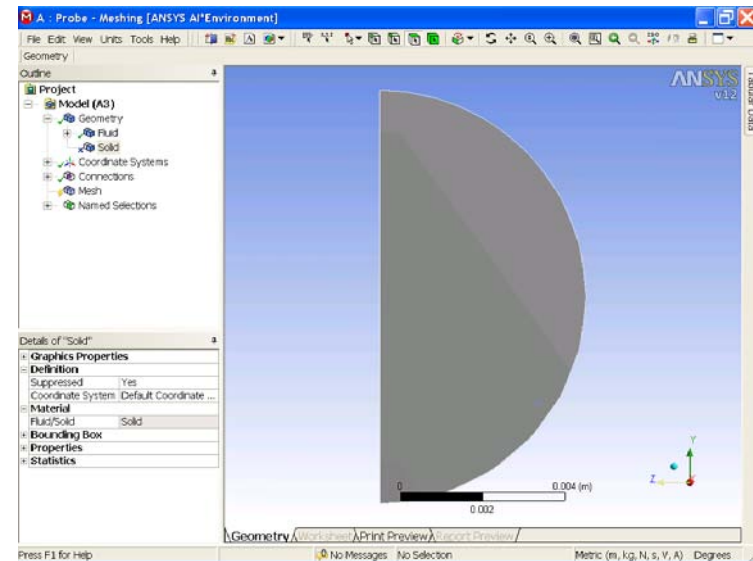 A : Probe - Meshing [ANSYS AI*Environment]
File Edit View Units Tools Help
Geometry
Outline
Project
Model (A3)
Geometry
Fluid
Solid
Coordinate Systems
Connections
Mesh
Named Selections
ANSYS
v12
Tabular Data
Details of "Solid"
Graphics Properties
Definition
Suppressed Yes
Coordinate System Default Coordinate ...
Material
Fluid/Solid Solid
Bounding Box
Properties
Statistics
Y
Z
X
0 0.004 (m)
0.002
Geometry Worksheet Print Preview Report Preview
Press F1 for Help No Messages No Selection Metric (m, kg, N, s, V, A) Degrees